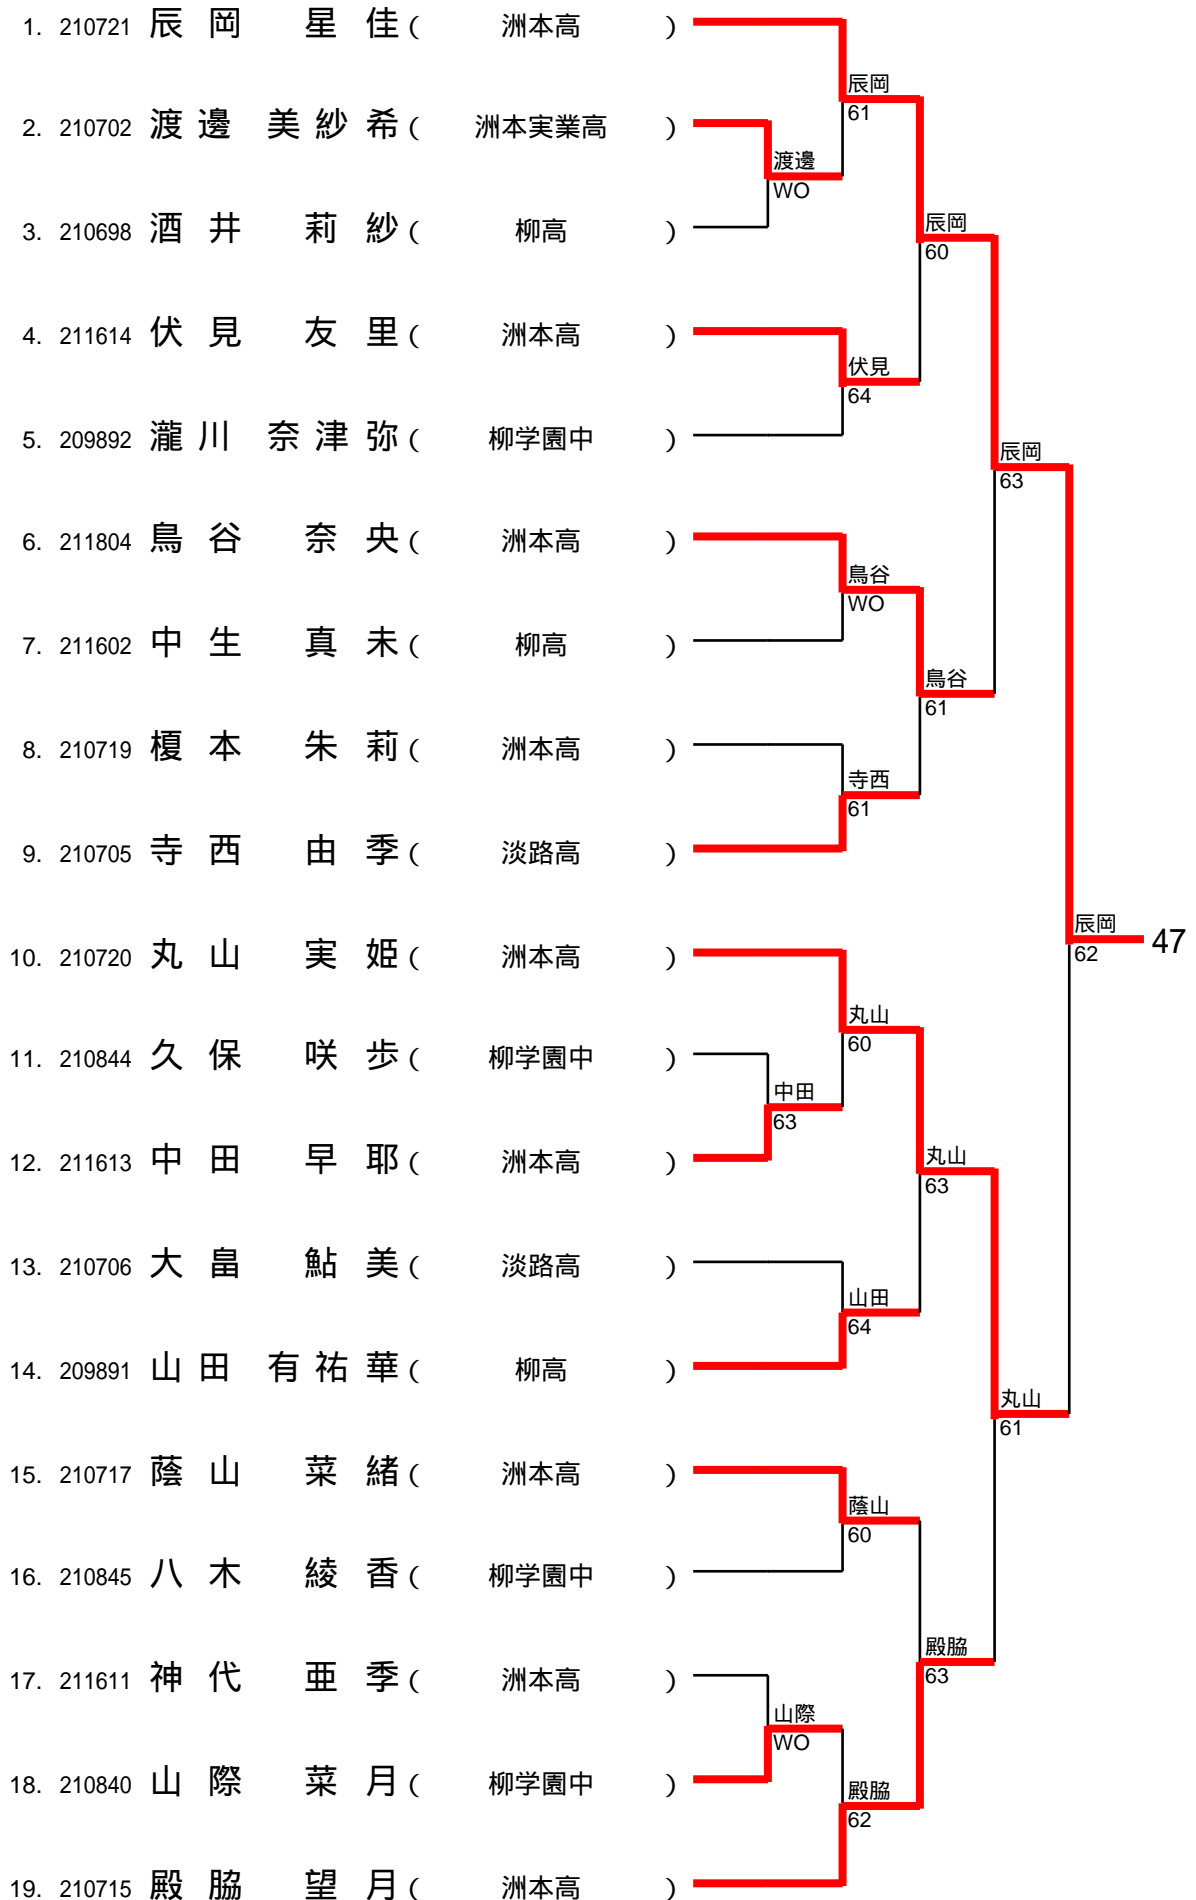 1. 210721 辰岡 星佳 ( 洲本高 )
辰岡
61
2. 210702 渡邊 美紗希 ( 洲本実業高 )
渡邊
WO
3. 210698 酒井 莉紗 ( 柳高 )
辰岡
60
4. 211614 伏見 友里 ( 洲本高 )
伏見
64
5. 209892 瀧川 奈津弥 ( 柳学園中 )
辰岡
63
6. 211804 鳥谷 奈央 ( 洲本高 )
鳥谷
WO
7. 211602 中生 真未 ( 柳高 )
鳥谷
61
8. 210719 榎本 朱莉 ( 洲本高 )
寺西
61
9. 210705 寺西 由季 ( 淡路高 )
辰岡
62
47
10. 210720 丸山 実姫 ( 洲本高 )
丸山
60
11. 210844 久保 咲歩 ( 柳学園中 )
中田
63
12. 211613 中田 早耶 ( 洲本高 )
丸山
63
13. 210706 大畠 鮎美 ( 淡路高 )
山田
64
14. 209891 山田 有祐華 ( 柳高 )
丸山
61
15. 210717 蔭山 菜緒 ( 洲本高 )
蔭山
60
16. 210845 八木 綾香 ( 柳学園中 )
殿脇
63
17. 211611 神代 亜季 ( 洲本高 )
山際
WO
18. 210840 山際 菜月 ( 柳学園中 )
殿脇
62
19. 210715 殿脇 望月 ( 洲本高 )